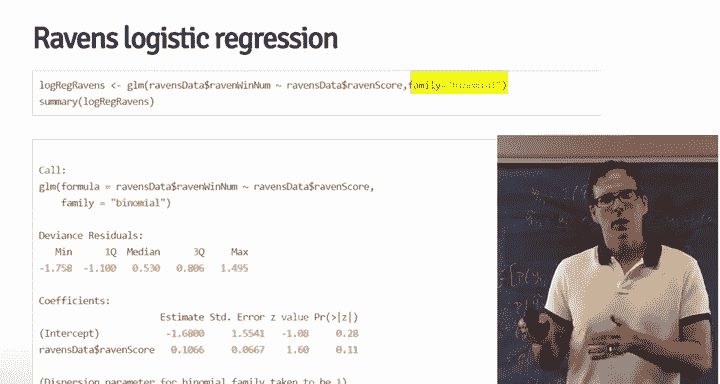 Ravens logistic regression
logRegRavens <- glm(ravensData$ravenWinNum ~ ravensData$ravenScore,family="binomial")
summary(logRegRavens)
Call:
glm(formula = ravensData$ravenWinNum ~ ravensData$ravenScore,
family = "binomial")
Deviance Residuals:
Min 1Q Median 3Q Max
-1.758 -1.100 0.530 0.806 1.495
Coefficients:
Estimate Std. Error z value Pr(>|z|)
(Intercept) -1.6800 1.5541 -1.08 0.28
ravensData$ravenScore 0.1066 0.0667 1.60 0.11
(Dispersion parameter for binomial family taken to be 1)